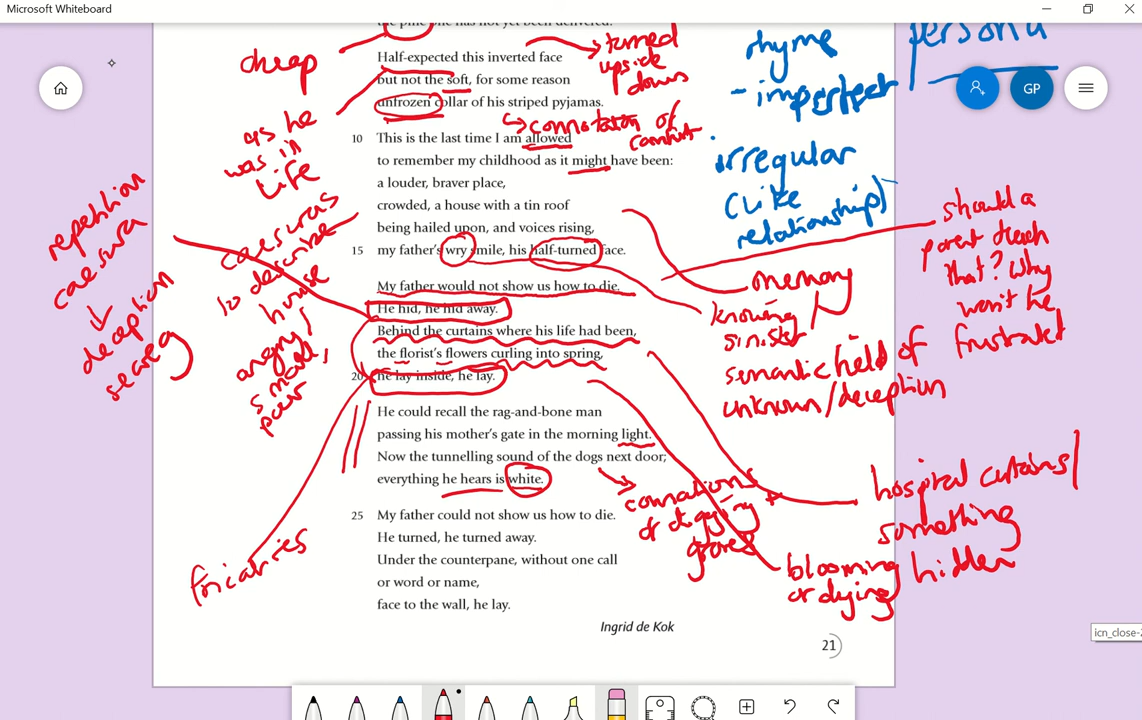 Microsoft Whiteboard
persona
rhyme
- imperfect
GP
irregular
(like
relationships)
cheap
turned
upside
down
as he
was in
life
connotation of
comfort
the pine one has not yet been delivered.
Half-expected this inverted face
but not the soft, for some reason
unfrozen collar of his striped pyjamas.
10 This is the last time I am allowed
to remember my childhood as it might have been:
a louder, braver place,
crowded, a house with a tin roof
being hailed upon, and voices rising,
15 my father's wry smile, his half-turned face.
My father would not show us how to die.
He hid, he hid away.
Behind the curtains where his life had been,
the florist's flowers curling into spring,
20 he lay inside, he lay.
He could recall the rag-and-bone man
passing his mother's gate in the morning light.
Now the tunnelling sound of the dogs next door;
everything he hears is white.
25 My father could not show us how to die.
He turned, he turned away.
Under the counterpane, without one call
or word or name,
face to the wall, he lay.
Ingrid de Kok
21
repetition
caesura
deception
secrecy
caesuras
to describe
house
angry/
small,
poor
fricatives
memory
knowing/
sinister
semantic field of
unknown/deception
should a
parent teach
that? Why
won't he
frustrated
connotations
of digging
graves
hospital curtains/
something
hidden
blooming
or dying
icn_close-2